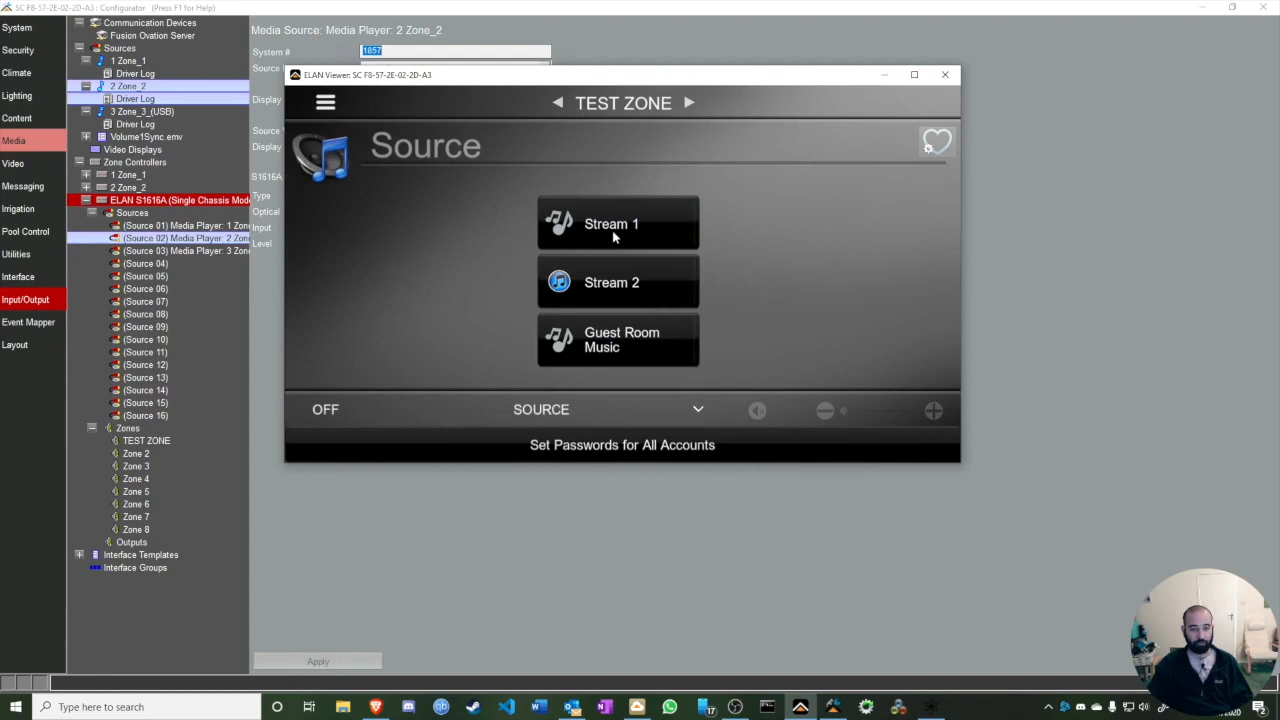 SC F8-57-2E-02-2D-A3 : Configurator (Press F1 for Help)
System
Security
Climate
Lighting
Content
Media
Video
Messaging
Irrigation
Pool Control
Utilities
Interface
Input/Output
Event Mapper
Layout
Communication Devices
Fusion Ovation Server
Sources
1 Zone_1
Driver Log
2 Zone_2
Driver Log
3 Zone_3_(USB)
Driver Log
Volume1Sync.emv
Video Displays
Zone Controllers
1 Zone_1
2 Zone_2
ELAN S1616A (Single Chassis Mode
Sources
(Source 01) Media Player: 1 Zone
(Source 02) Media Player: 2 Zone
(Source 03) Media Player: 3 Zone
(Source 04)
(Source 05)
(Source 06)
(Source 07)
(Source 08)
(Source 09)
(Source 10)
(Source 11)
(Source 12)
(Source 13)
(Source 14)
(Source 15)
(Source 16)
Zones
TEST ZONE
Zone 2
Zone 3
Zone 4
Zone 5
Zone 6
Zone 7
Zone 8
Outputs
Interface Templates
Interface Groups
Media Source: Media Player: 2 Zone_2
System # 1857
Source
Display
Source
Display
S1616A
Type
Optical
Input
Level
Apply
ELAN Viewer: SC F8-57-2E-02-2D-A3
TEST ZONE
Source
Stream 1
Stream 2
Guest Room
Music
OFF SOURCE
Set Passwords for All Accounts
Type here to search